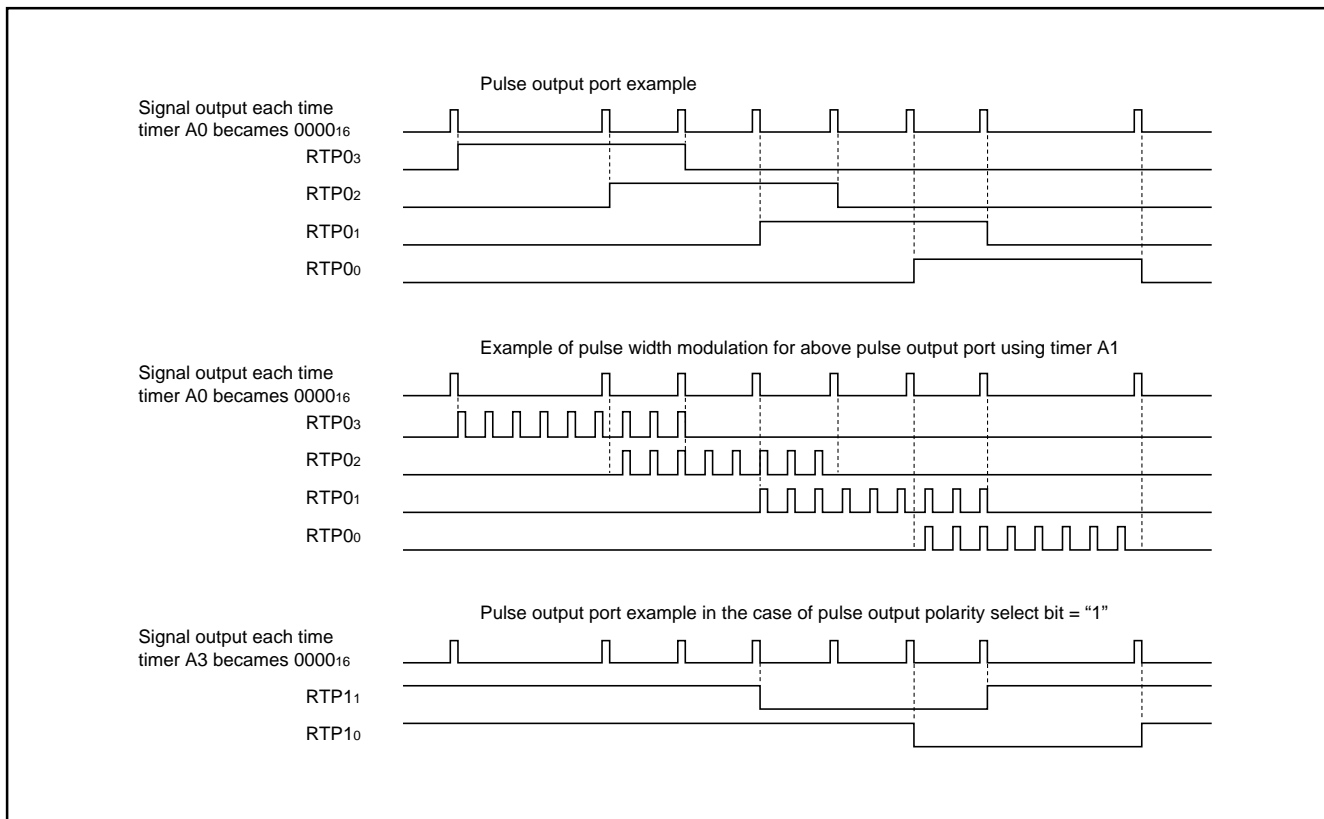 Pulse output port example
Signal output each time
timer A0 becames 0000₁₆
RTP0₃
RTP0₂
RTP0₁
RTP0₀
Example of pulse width modulation for above pulse output port using timer A1
Signal output each time
timer A0 becames 0000₁₆
RTP0₃
RTP0₂
RTP0₁
RTP0₀
Pulse output port example in the case of pulse output polarity select bit = “1”
Signal output each time
timer A3 becames 0000₁₆
RTP1₁
RTP1₀